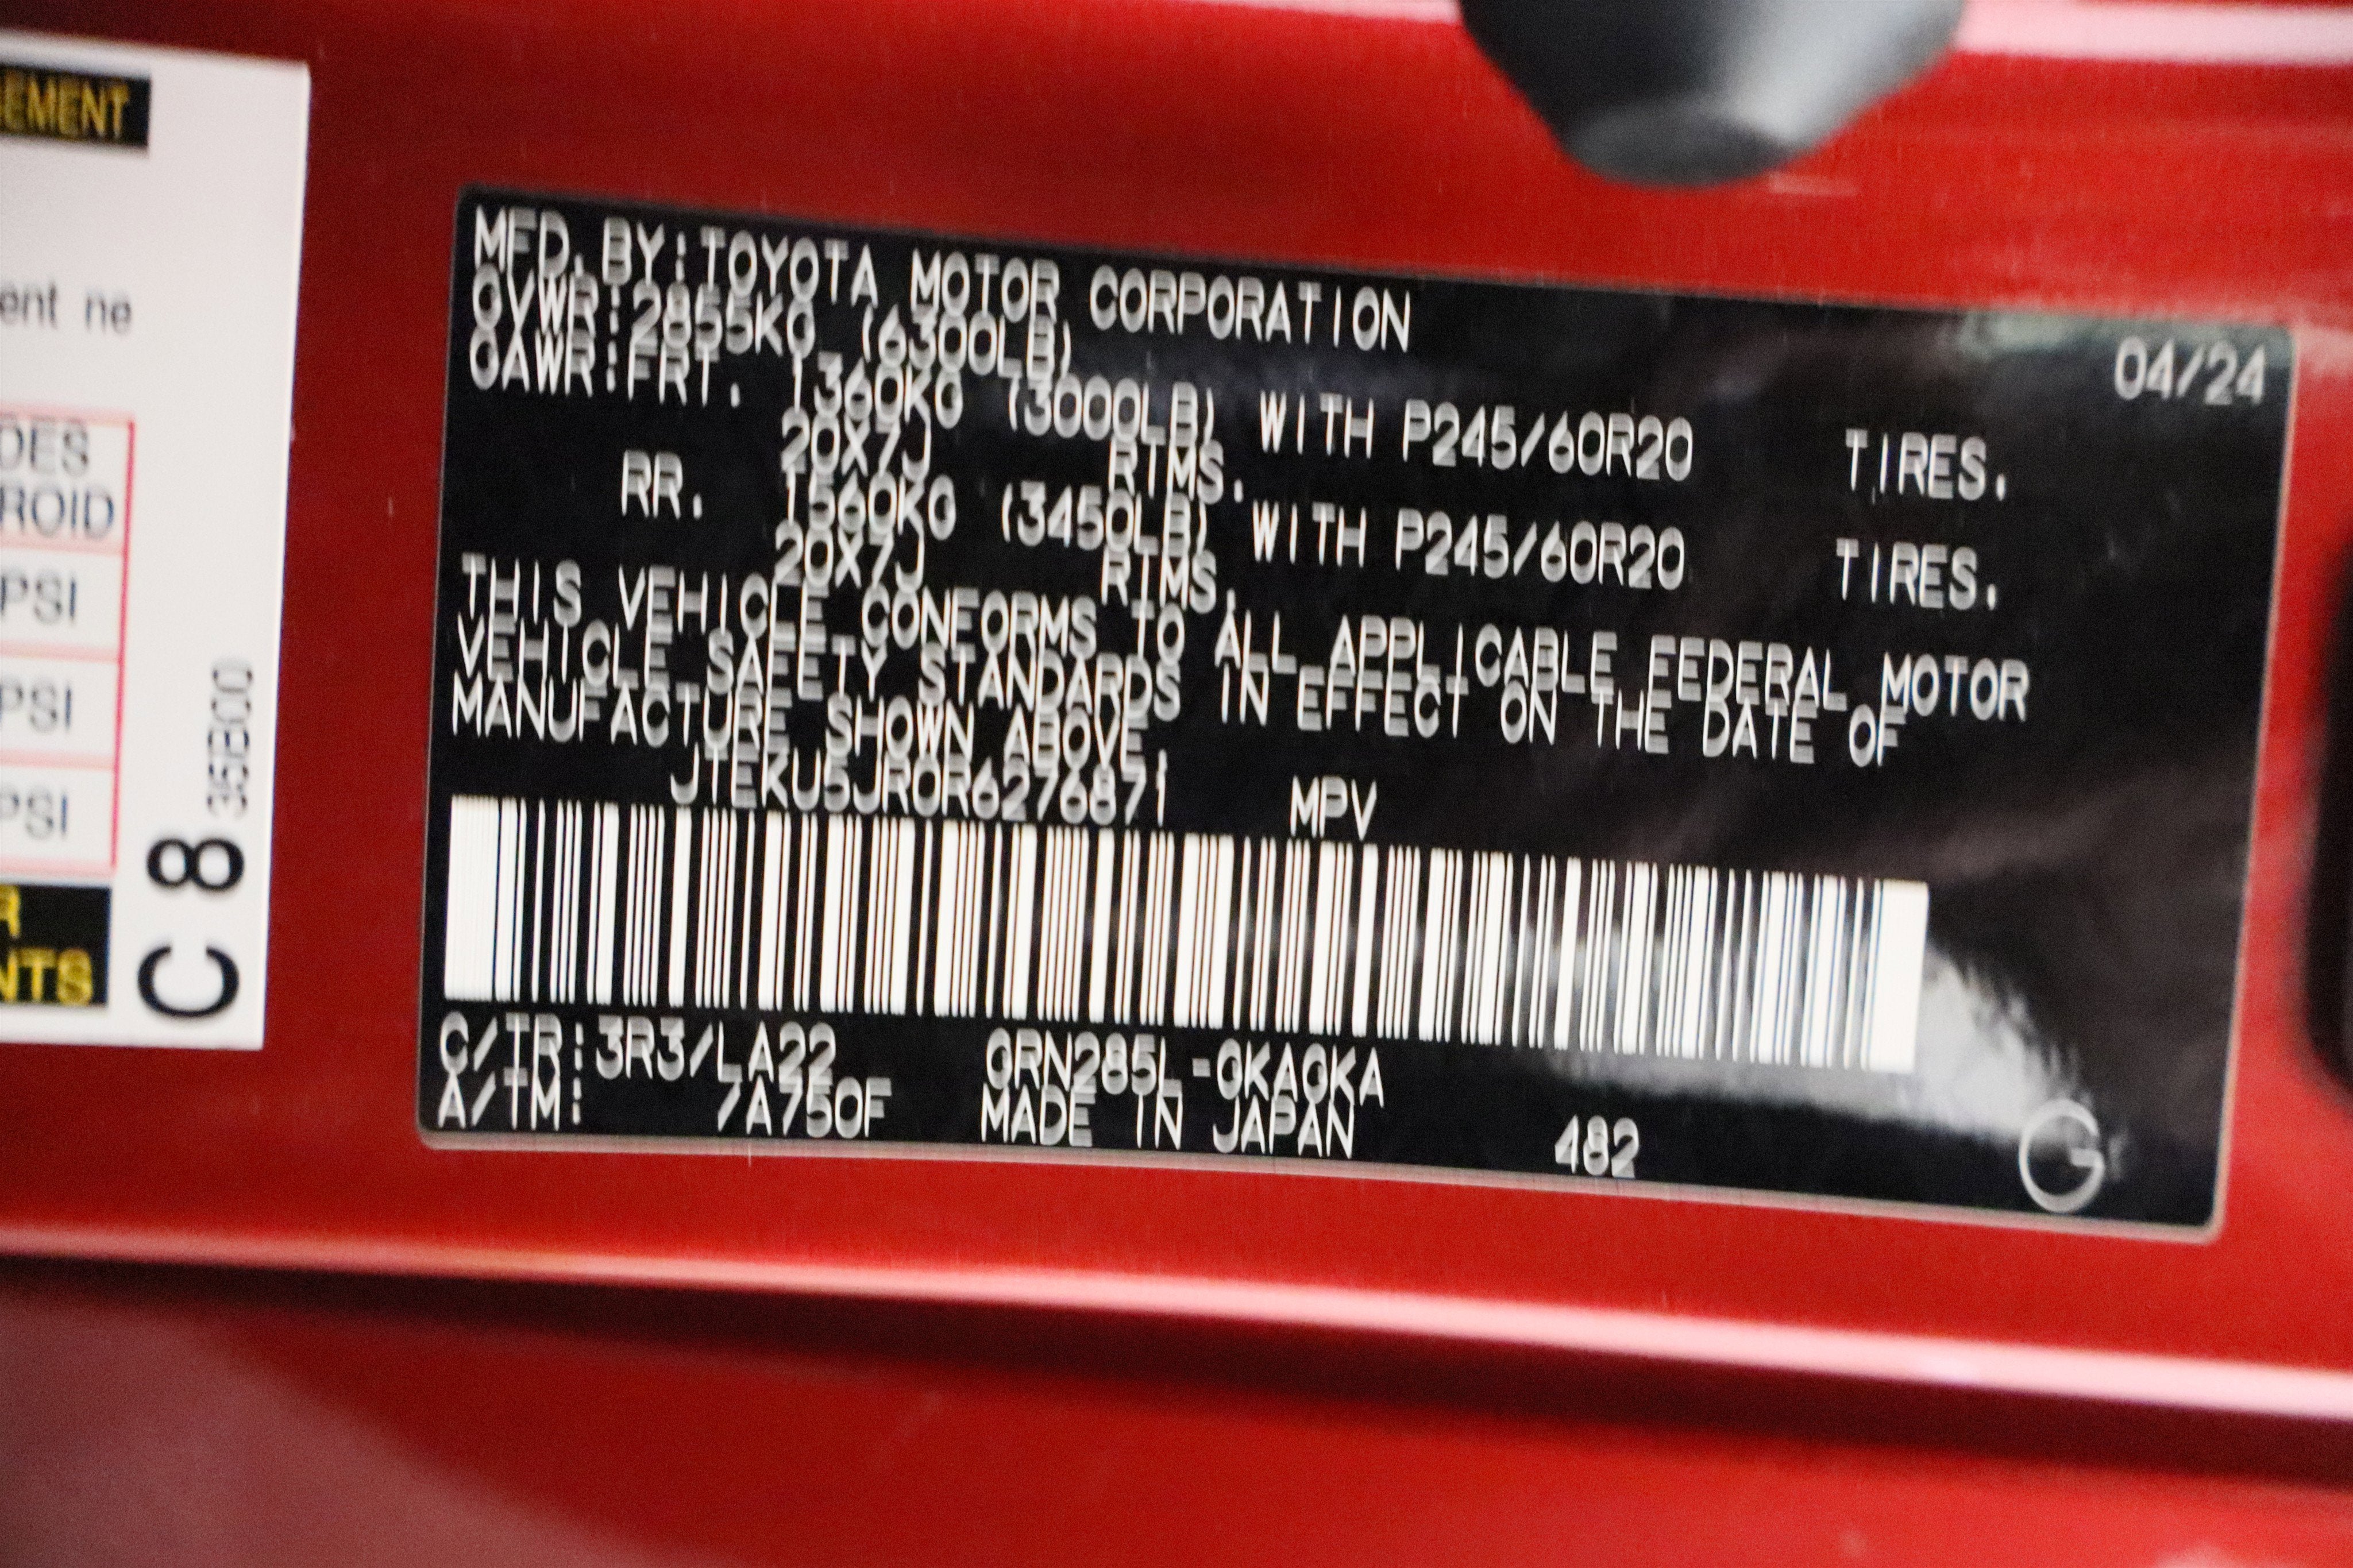 EMENT
ent ne
DES
ROID
PSI
PSI
PSI
R
NTS
C 8 35B00
MFD.BY:TOYOTA MOTOR CORPORATION 04/24
GVWR:2855KG (6300LB)
GAWR:FRT. 1360KG (3000LB) WITH P245/60R20 TIRES.
20X7J RIMS.
RR. 1560KG (3450LB) WITH P245/60R20 TIRES.
20X7J RIMS.
THIS VEHICLE CONFORMS TO ALL APPLICABLE FEDERAL MOTOR
VEHICLE SAFETY STANDARDS IN EFFECT ON THE DATE OF
MANUFACTURE SHOWN ABOVE.
JTEKU5JR0R6276871 MPV
C/TR:3R3/LA22 GRN285L-GKAGKA
A/TM: /A750F MADE IN JAPAN 482
G